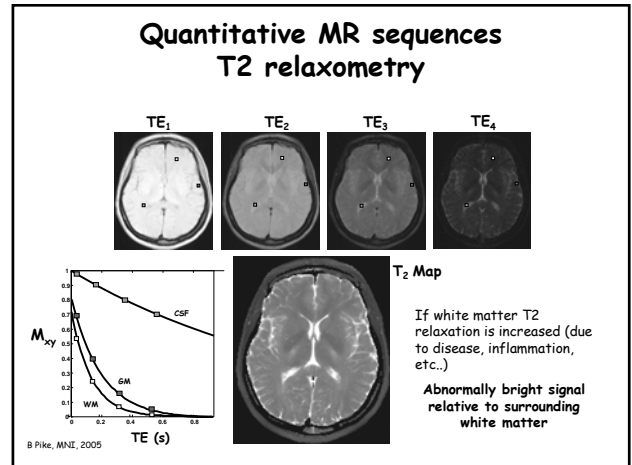 Quantitative MR sequences
T2 relaxometry
TE1 TE2 TE3 TE4
T2 Map
1
0.9
0.8
0.7
0.6
0.5
0.4
0.3
0.2
0.1
0
0 0.2 0.4 0.6 0.8
Mxy
CSF
GM
WM
TE (s)
If white matter T2
relaxation is increased (due
to disease, inflammation,
etc..)
Abnormally bright signal
relative to surrounding
white matter
B Pike, MNI, 2005